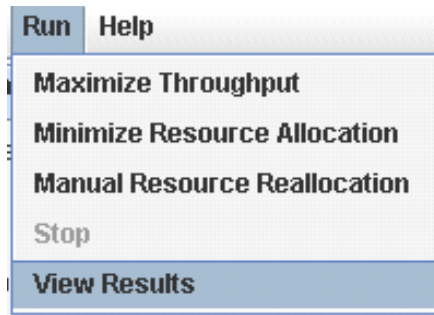 Run Help
Maximize Throughput
Minimize Resource Allocation
Manual Resource Reallocation
Stop
View Results